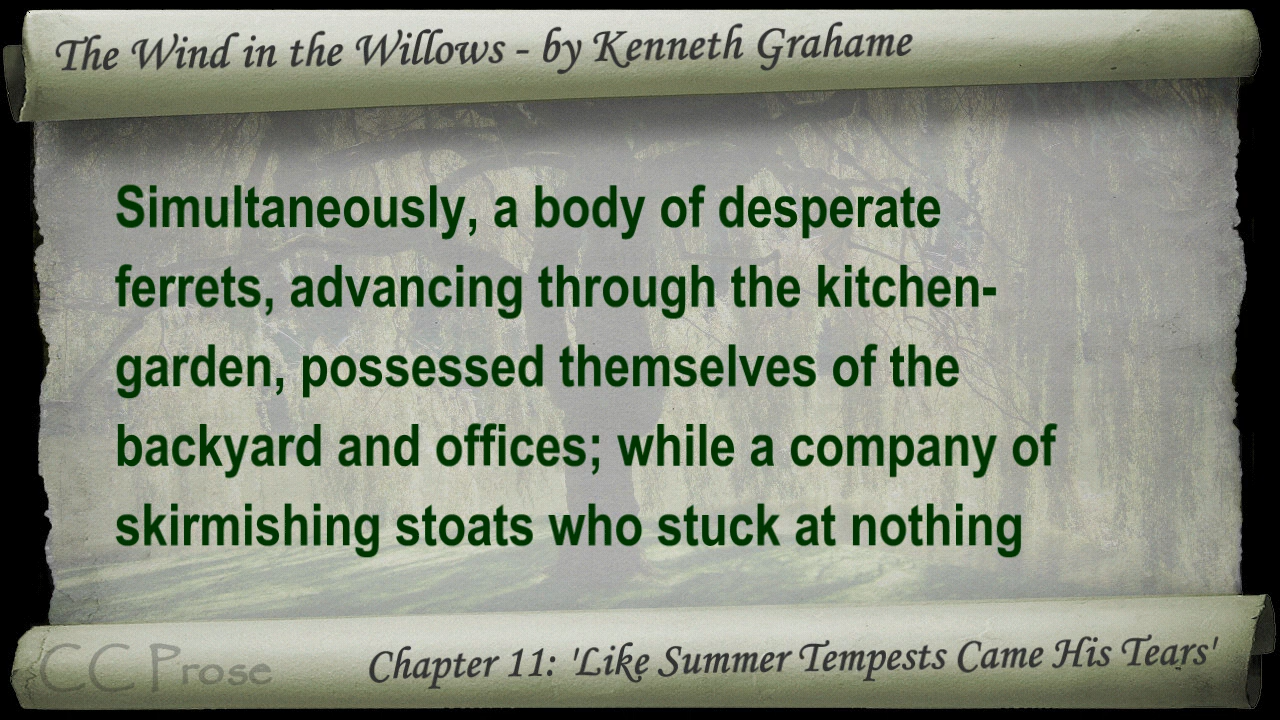 The Wind in the Willows - by Kenneth Grahame
Simultaneously, a body of desperate
ferrets, advancing through the kitchen-
garden, possessed themselves of the
backyard and offices; while a company of
skirmishing stoats who stuck at nothing
CC Prose
Chapter 11: 'Like Summer Tempests Came His Tears'